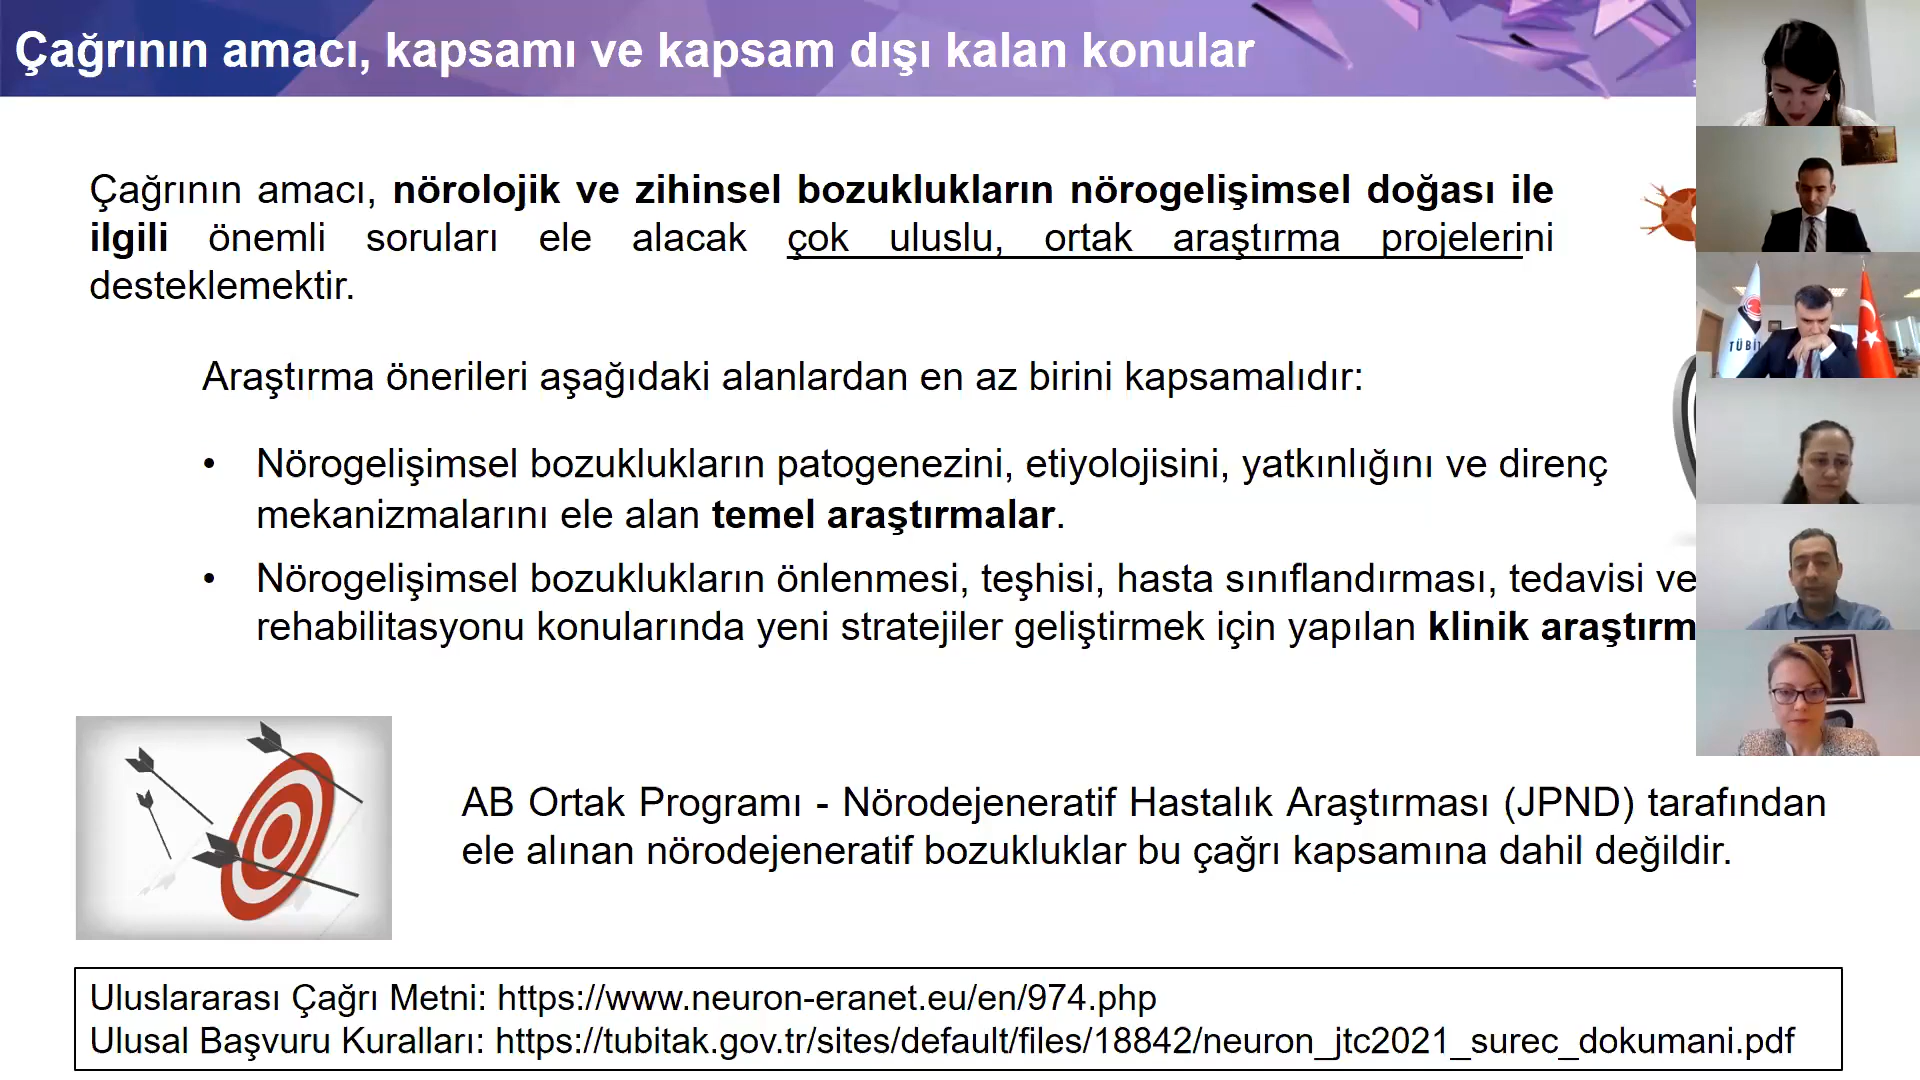 Çağrının amacı, kapsamı ve kapsam dışı kalan konular
Çağrının amacı, nörolojik ve zihinsel bozuklukların nörogelişimsel doğası ile
ilgili önemli soruları ele alacak çok uluslu, ortak araştırma projelerini
desteklemektir.
Araştırma önerileri aşağıdaki alanlardan en az birini kapsamalıdır:
• Nörogelişimsel bozuklukların patogenezini, etiyolojisini, yatkınlığını ve direnç
mekanizmalarını ele alan temel araştırmalar.
• Nörogelişimsel bozuklukların önlenmesi, teşhisi, hasta sınıflandırması, tedavisi ve
rehabilitasyonu konularında yeni stratejiler geliştirmek için yapılan klinik araştırm
AB Ortak Programı - Nörodejeneratif Hastalık Araştırması (JPND) tarafından
ele alınan nörodejeneratif bozukluklar bu çağrı kapsamına dahil değildir.
Uluslararası Çağrı Metni: https://www.neuron-eranet.eu/en/974.php
Ulusal Başvuru Kuralları: https://tubitak.gov.tr/sites/default/files/18842/neuron_jtc2021_surec_dokumani.pdf